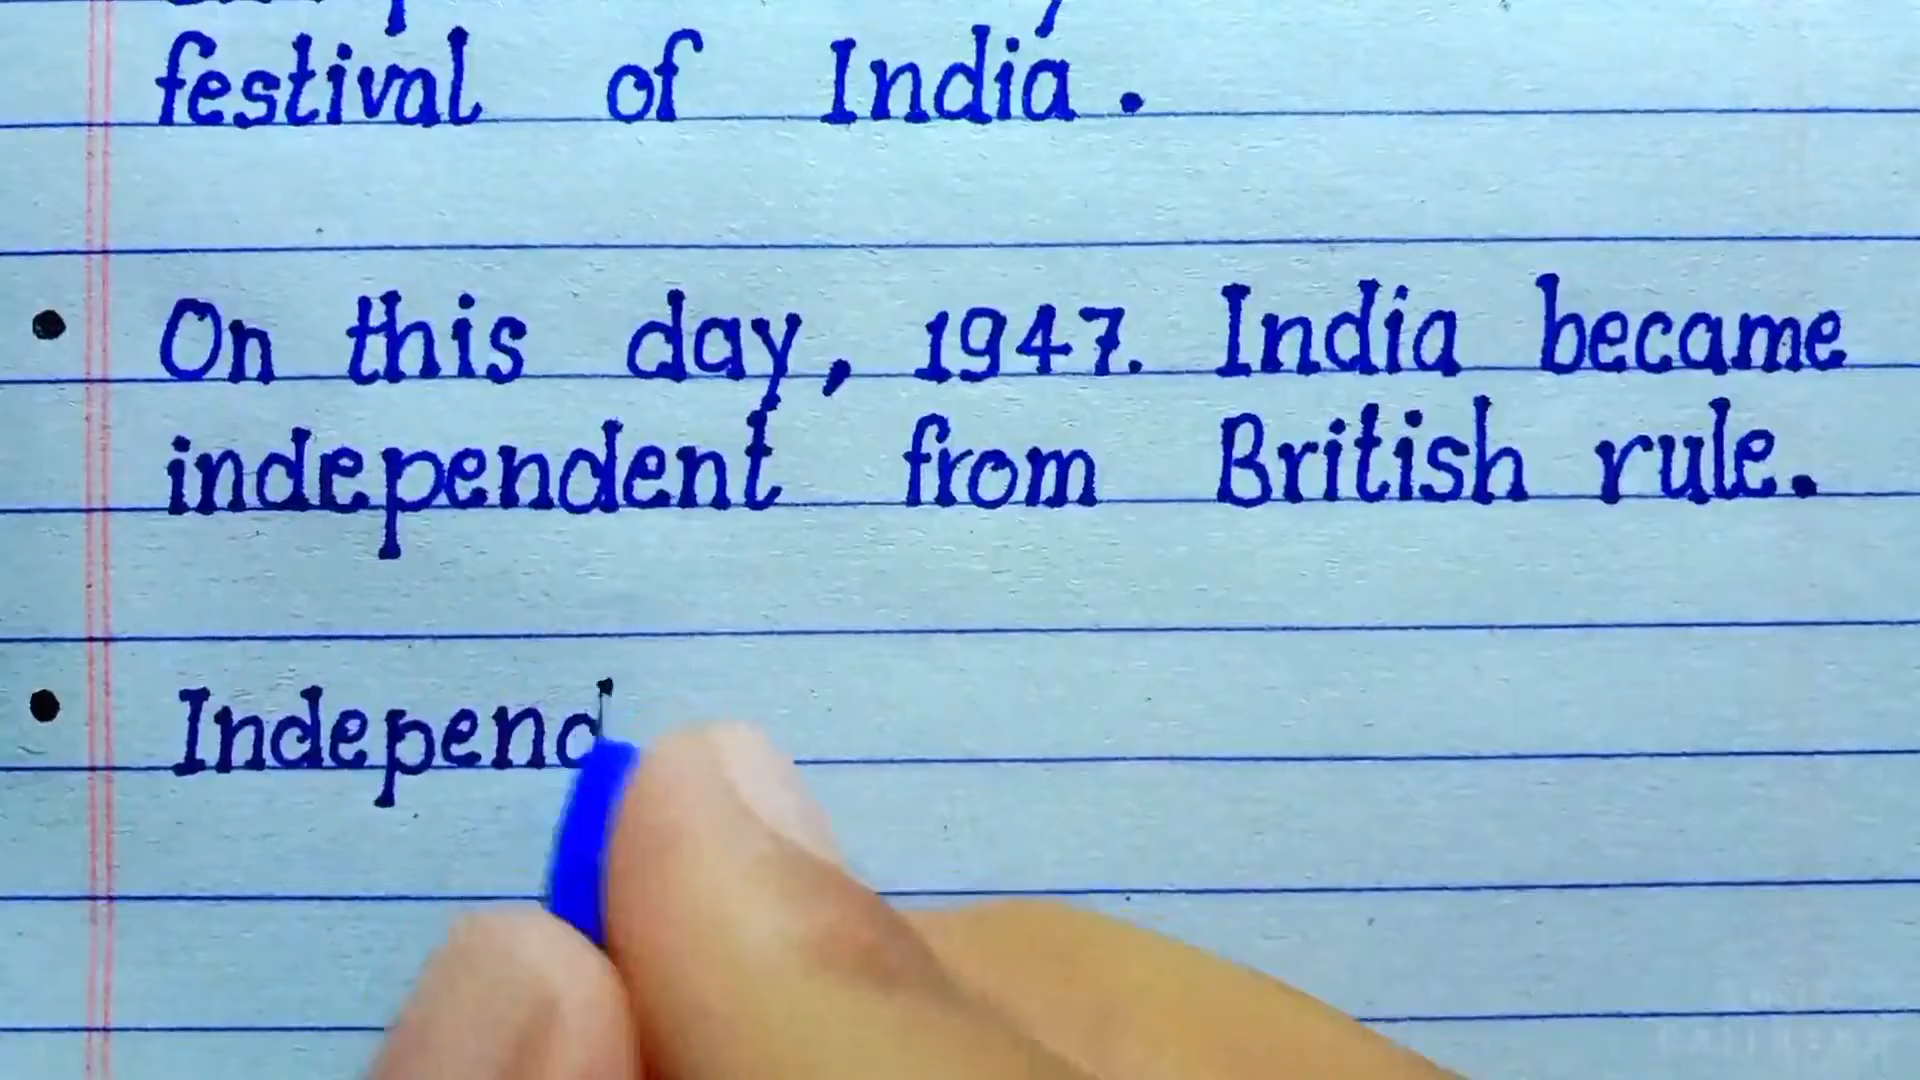 festival of India.
• On this day, 1947. India became
independent from British rule.
• Independ